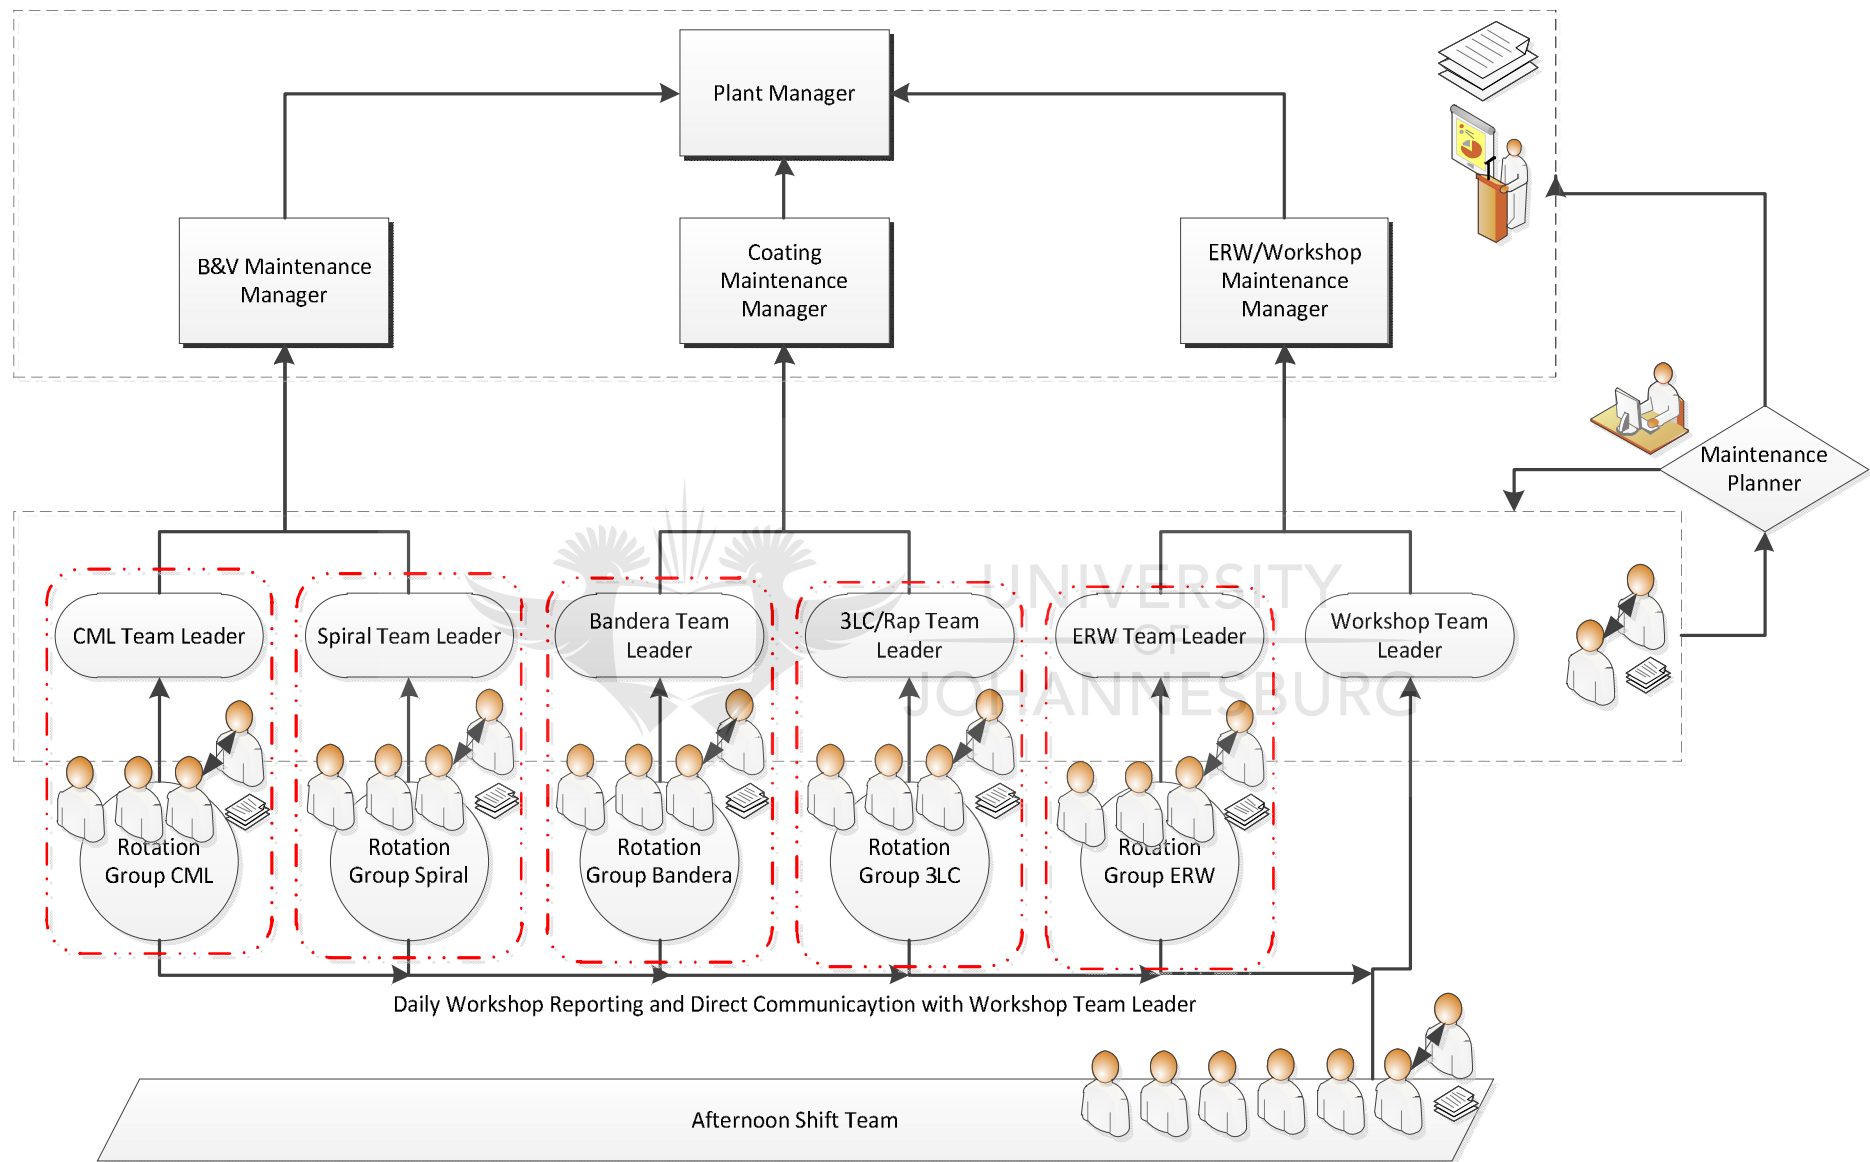 Plant Manager
B&V Maintenance
Manager
Coating
Maintenance
Manager
ERW/Workshop
Maintenance
Manager
Maintenance
Planner
CML Team Leader
Spiral Team Leader
Bandera Team
Leader
3LC/Rap Team
Leader
ERW Team Leader
Workshop Team
Leader
UNIVERSITY
OF
JOHANNESBURG
Rotation
Group CML
Rotation
Group Spiral
Rotation
Group Bandera
Rotation
Group 3LC
Rotation
Group ERW
Daily Workshop Reporting and Direct Communicaytion with Workshop Team Leader
Afternoon Shift Team